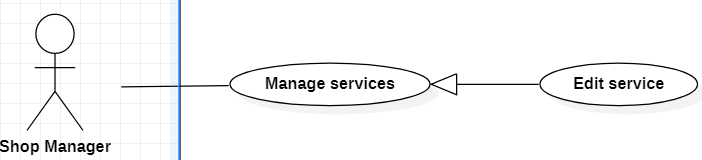 Manage services
Edit service
Shop Manager